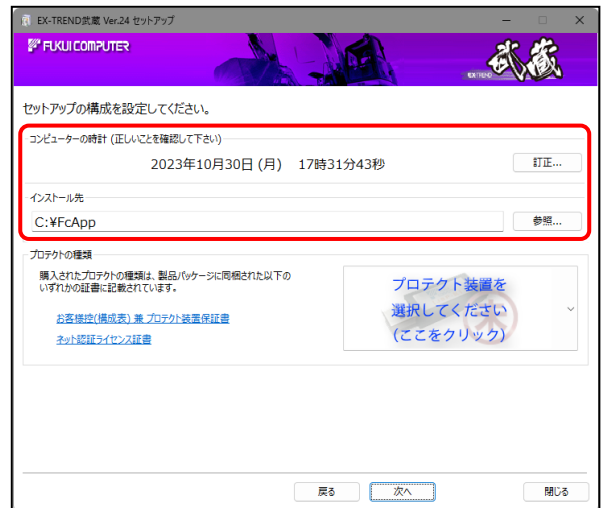 EX-TREND武蔵 Ver.24 セットアップ
FUKUI COMPUTER
EX-TREND 武蔵
セットアップの構成を設定してください。
コンピューターの時計 (正しいことを確認して下さい)
2023年10月30日 (月) 17時31分43秒
訂正...
インストール先
C:¥FcApp
参照...
プロテクトの種類
購入されたプロテクトの種類は、製品パッケージに同梱された以下の
いずれかの証書に記載されています。
お客様控(構成表) 兼 プロテクト装置保証書
ネット認証ライセンス証書
プロテクト装置を
選択してください
(ここをクリック)
戻る
次へ
閉じる